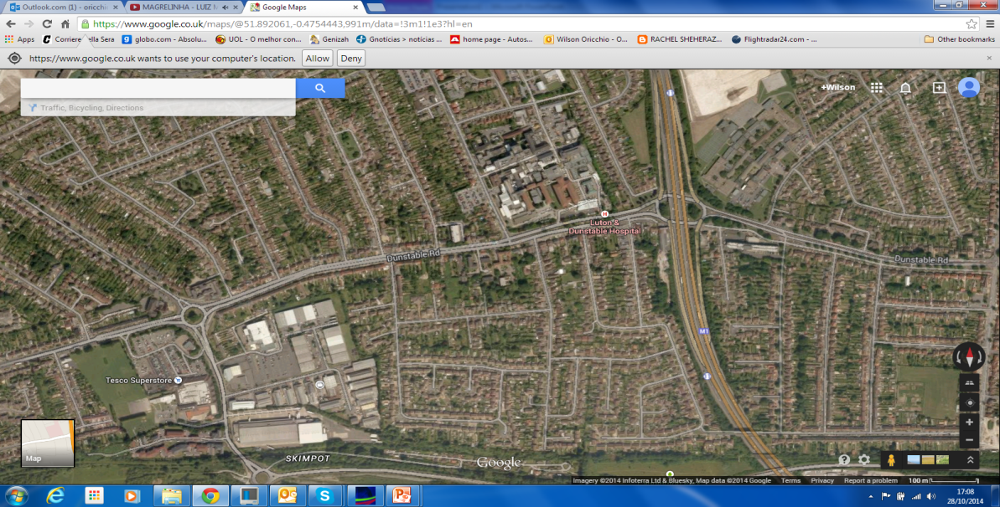 Outlook.com (1) - oricchi
MAGRELINHA - LUIZ M
Google Maps
https://www.google.co.uk/maps/@51.892061,-0.4754443,991m/data=!3m1!1e3?hl=en
Apps
Corriere della Sera
globo.com - Absolu...
UOL - O melhor con...
Genizah
Gnotícias > notícias ...
home page - Autos...
Wilson Oricchio - O...
RACHEL SHEHERAZ...
Flightradar24.com - ...
Other bookmarks
https://www.google.co.uk wants to use your computer's location.
Allow
Deny
+Wilson
Traffic, Bicycling, Directions
H
Luton &
Dunstable Hospital
Dunstable Rd
Dunstable Rd
M1
Tesco Superstore
SKIMPOT
Map
Google
Imagery ©2014 Infoterra Ltd & Bluesky, Map data ©2014 Google
Terms
Privacy
Report a problem
100 m
17:08
28/10/2014